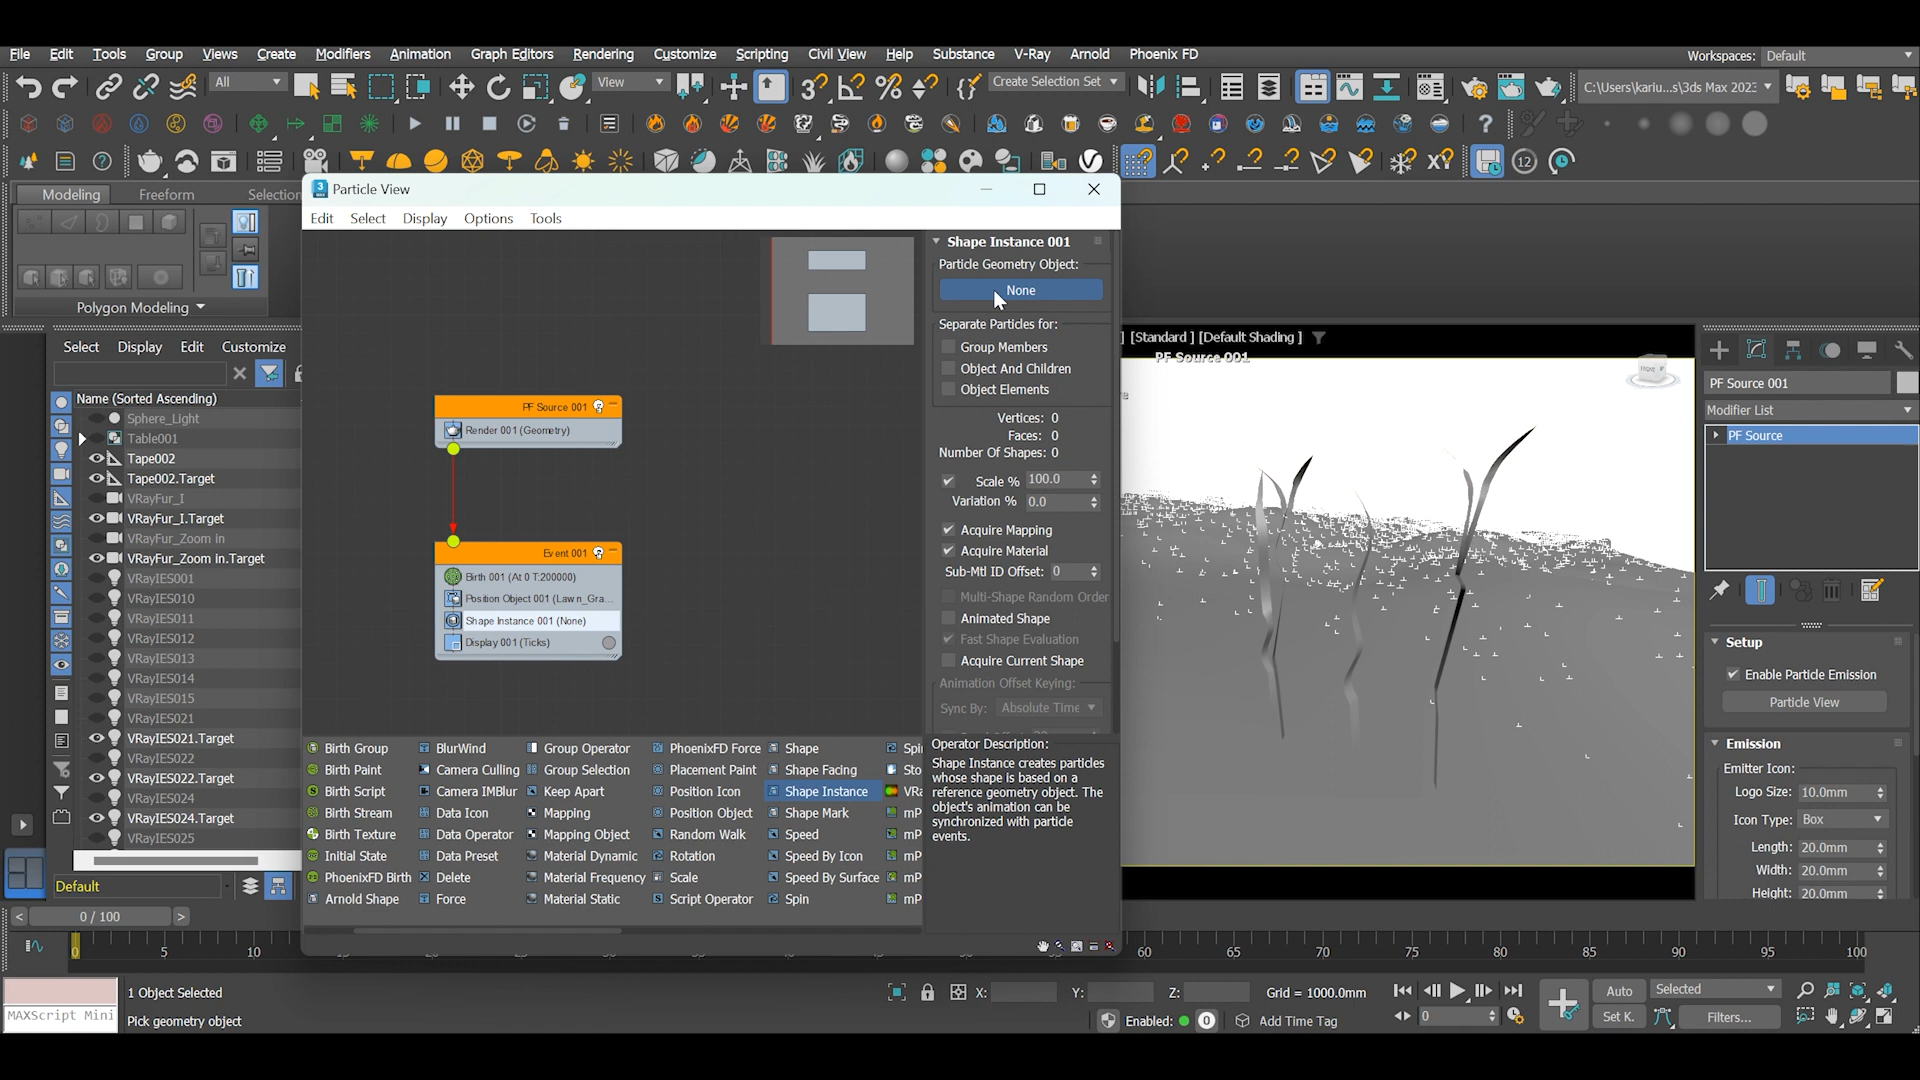 File Edit Tools Group Views Create Modifiers Animation Graph Editors Rendering Customize Scripting Civil View Help Substance V-Ray Arnold Phoenix FD Workspaces: Default
All View Create Selection Set C:\Users\kariu...s\3ds Max 2023
Modeling Freeform Selection
Polygon Modeling
Particle View
Edit Select Display Options Tools
PF Source 001
Render 001 (Geometry)
Event 001
Birth 001 (At 0 T:200000)
Position Object 001 (Lawn_Gra...
Shape Instance 001 (None)
Display 001 (Ticks)
Shape Instance 001
Particle Geometry Object:
None
Separate Particles for:
Group Members
Object And Children
Object Elements
Vertices: 0
Faces: 0
Number Of Shapes: 0
Scale % 100.0
Variation % 0.0
Acquire Mapping
Acquire Material
Sub-Mtl ID Offset: 0
Multi-Shape Random Order
Animated Shape
Fast Shape Evaluation
Acquire Current Shape
Animation Offset Keying:
Sync By: Absolute Time
Birth Group BlurWind Group Operator PhoenixFD Force Shape Spi
Birth Paint Camera Culling Group Selection Placement Paint Shape Facing Sto
Birth Script Camera IMBlur Keep Apart Position Icon Shape Instance VRa
Birth Stream Data Icon Mapping Position Object Shape Mark mP
Birth Texture Data Operator Mapping Object Random Walk Speed mP
Initial State Data Preset Material Dynamic Rotation Speed By Icon mP
PhoenixFD Birth Delete Material Frequency Scale Speed By Surface mP
Arnold Shape Force Material Static Script Operator Spin mP
Operator Description:
Shape Instance creates particles
whose shape is based on a
reference geometry object. The
object's animation can be
synchronized with particle
events.
Select Display Edit Customize
Name (Sorted Ascending)
Sphere_Light
Table001
Tape002
Tape002.Target
VRayFur_I
VRayFur_I.Target
VRayFur_Zoom in
VRayFur_Zoom in.Target
VRayIES001
VRayIES010
VRayIES011
VRayIES012
VRayIES013
VRayIES014
VRayIES015
VRayIES021
VRayIES021.Target
VRayIES022
VRayIES022.Target
VRayIES024
VRayIES024.Target
VRayIES025
Default
] [Standard ] [Default Shading ]
PF Source 001
PF Source 001
Modifier List
PF Source
Setup
Enable Particle Emission
Particle View
Emission
Emitter Icon:
Logo Size: 10.0mm
Icon Type: Box
Length: 20.0mm
Width: 20.0mm
Height: 20.0mm
0 / 100
0 5 10 60 65 70 75 80 85 90 95 100
1 Object Selected X: Y: Z: Grid = 1000.0mm Auto Selected
MAXScript Mini Pick geometry object Enabled: 0 Add Time Tag 0 Set K. Filters...